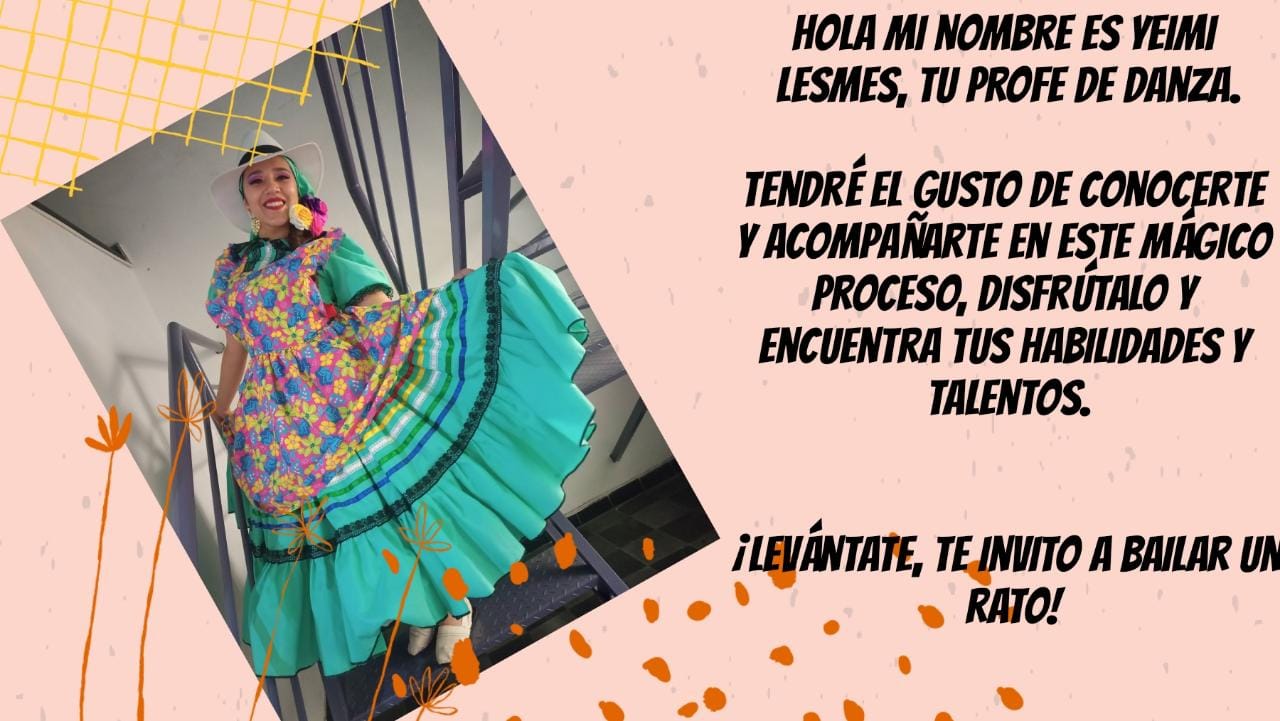 HOLA MI NOMBRE ES YEIMI
LESMES, TU PROFE DE DANZA.
TENDRÉ EL GUSTO DE CONOCERTE
Y ACOMPAÑARTE EN ESTE MÁGICO
PROCESO, DISFRÚTALO Y
ENCUENTRA TUS HABILIDADES Y
TALENTOS.
¡LEVÁNTATE, TE INVITO A BAILAR UN
RATO!